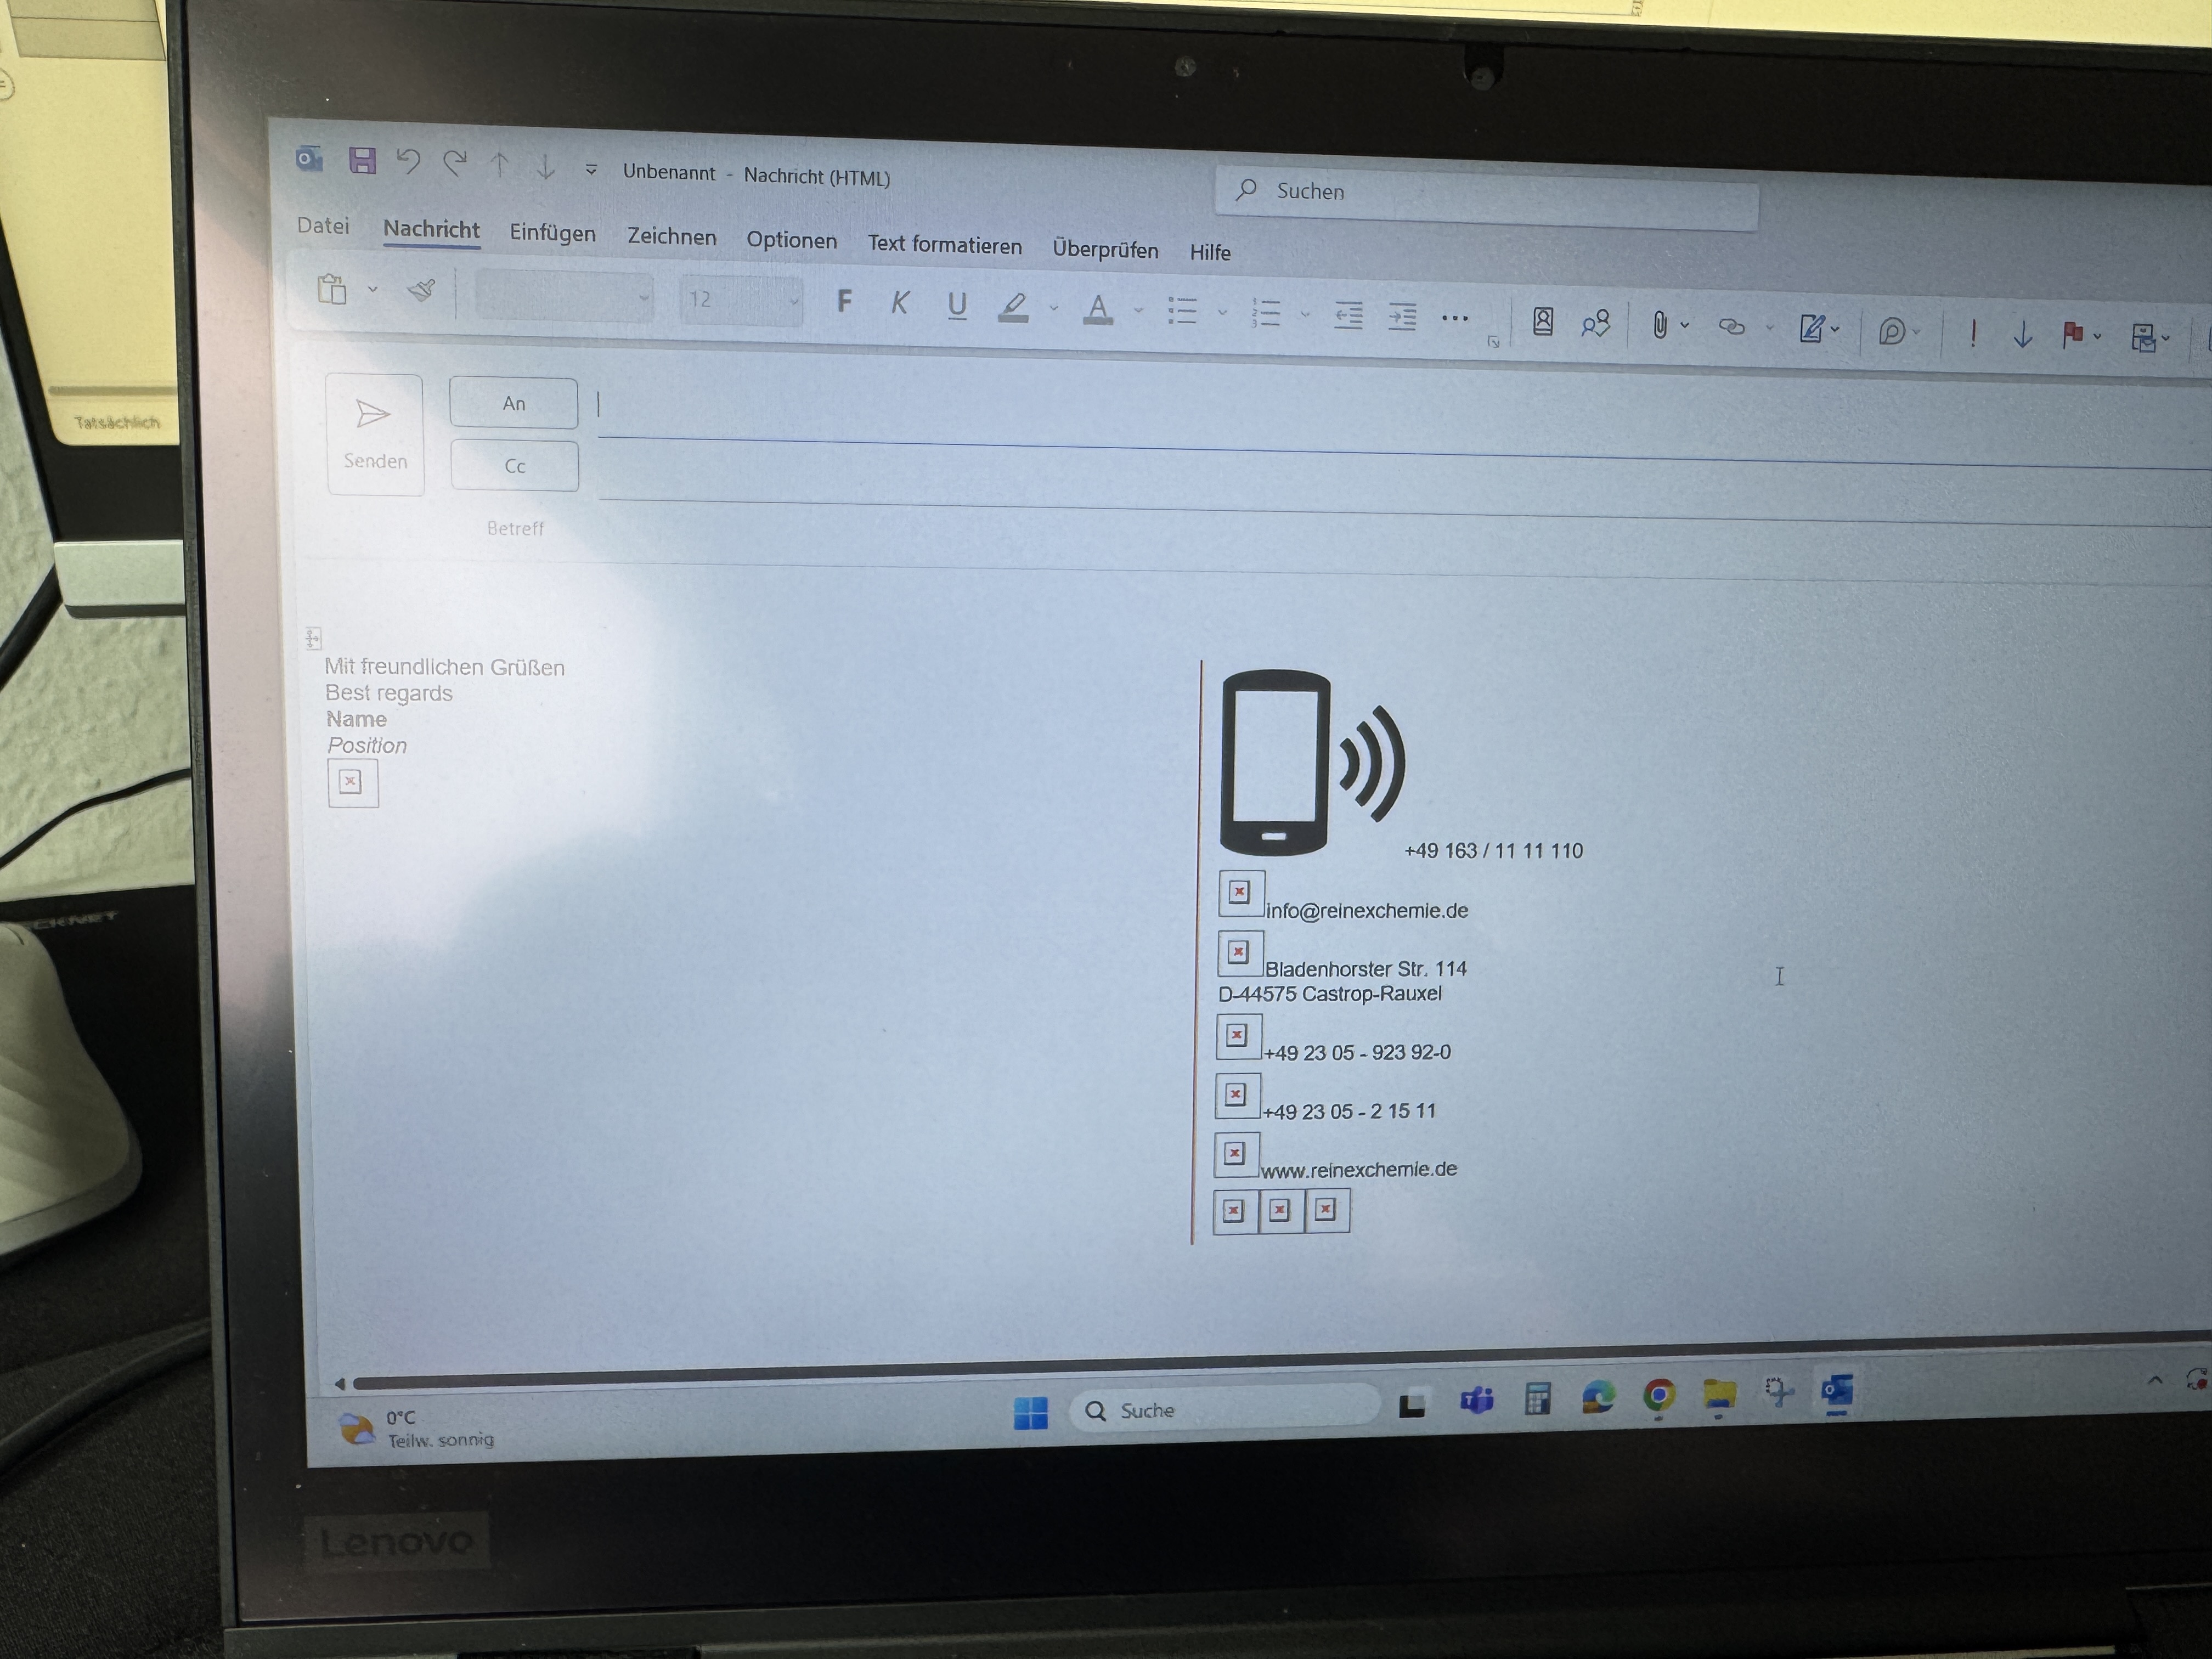 Tatsächlich
Unbenannt - Nachricht (HTML)
Suchen
Datei Nachricht Einfügen Zeichnen Optionen Text formatieren Überprüfen Hilfe
12 F K U A
Senden
An
Cc
Betreff
Mit freundlichen Grüßen
Best regards
Name
Position
+49 163 / 11 11 110
info@reinexchemie.de
Bladenhorster Str. 114
D-44575 Castrop-Rauxel
+49 23 05 - 923 92-0
+49 23 05 - 2 15 11
www.reinexchemie.de
0°C
Teilw. sonnig
Suche
Lenovo